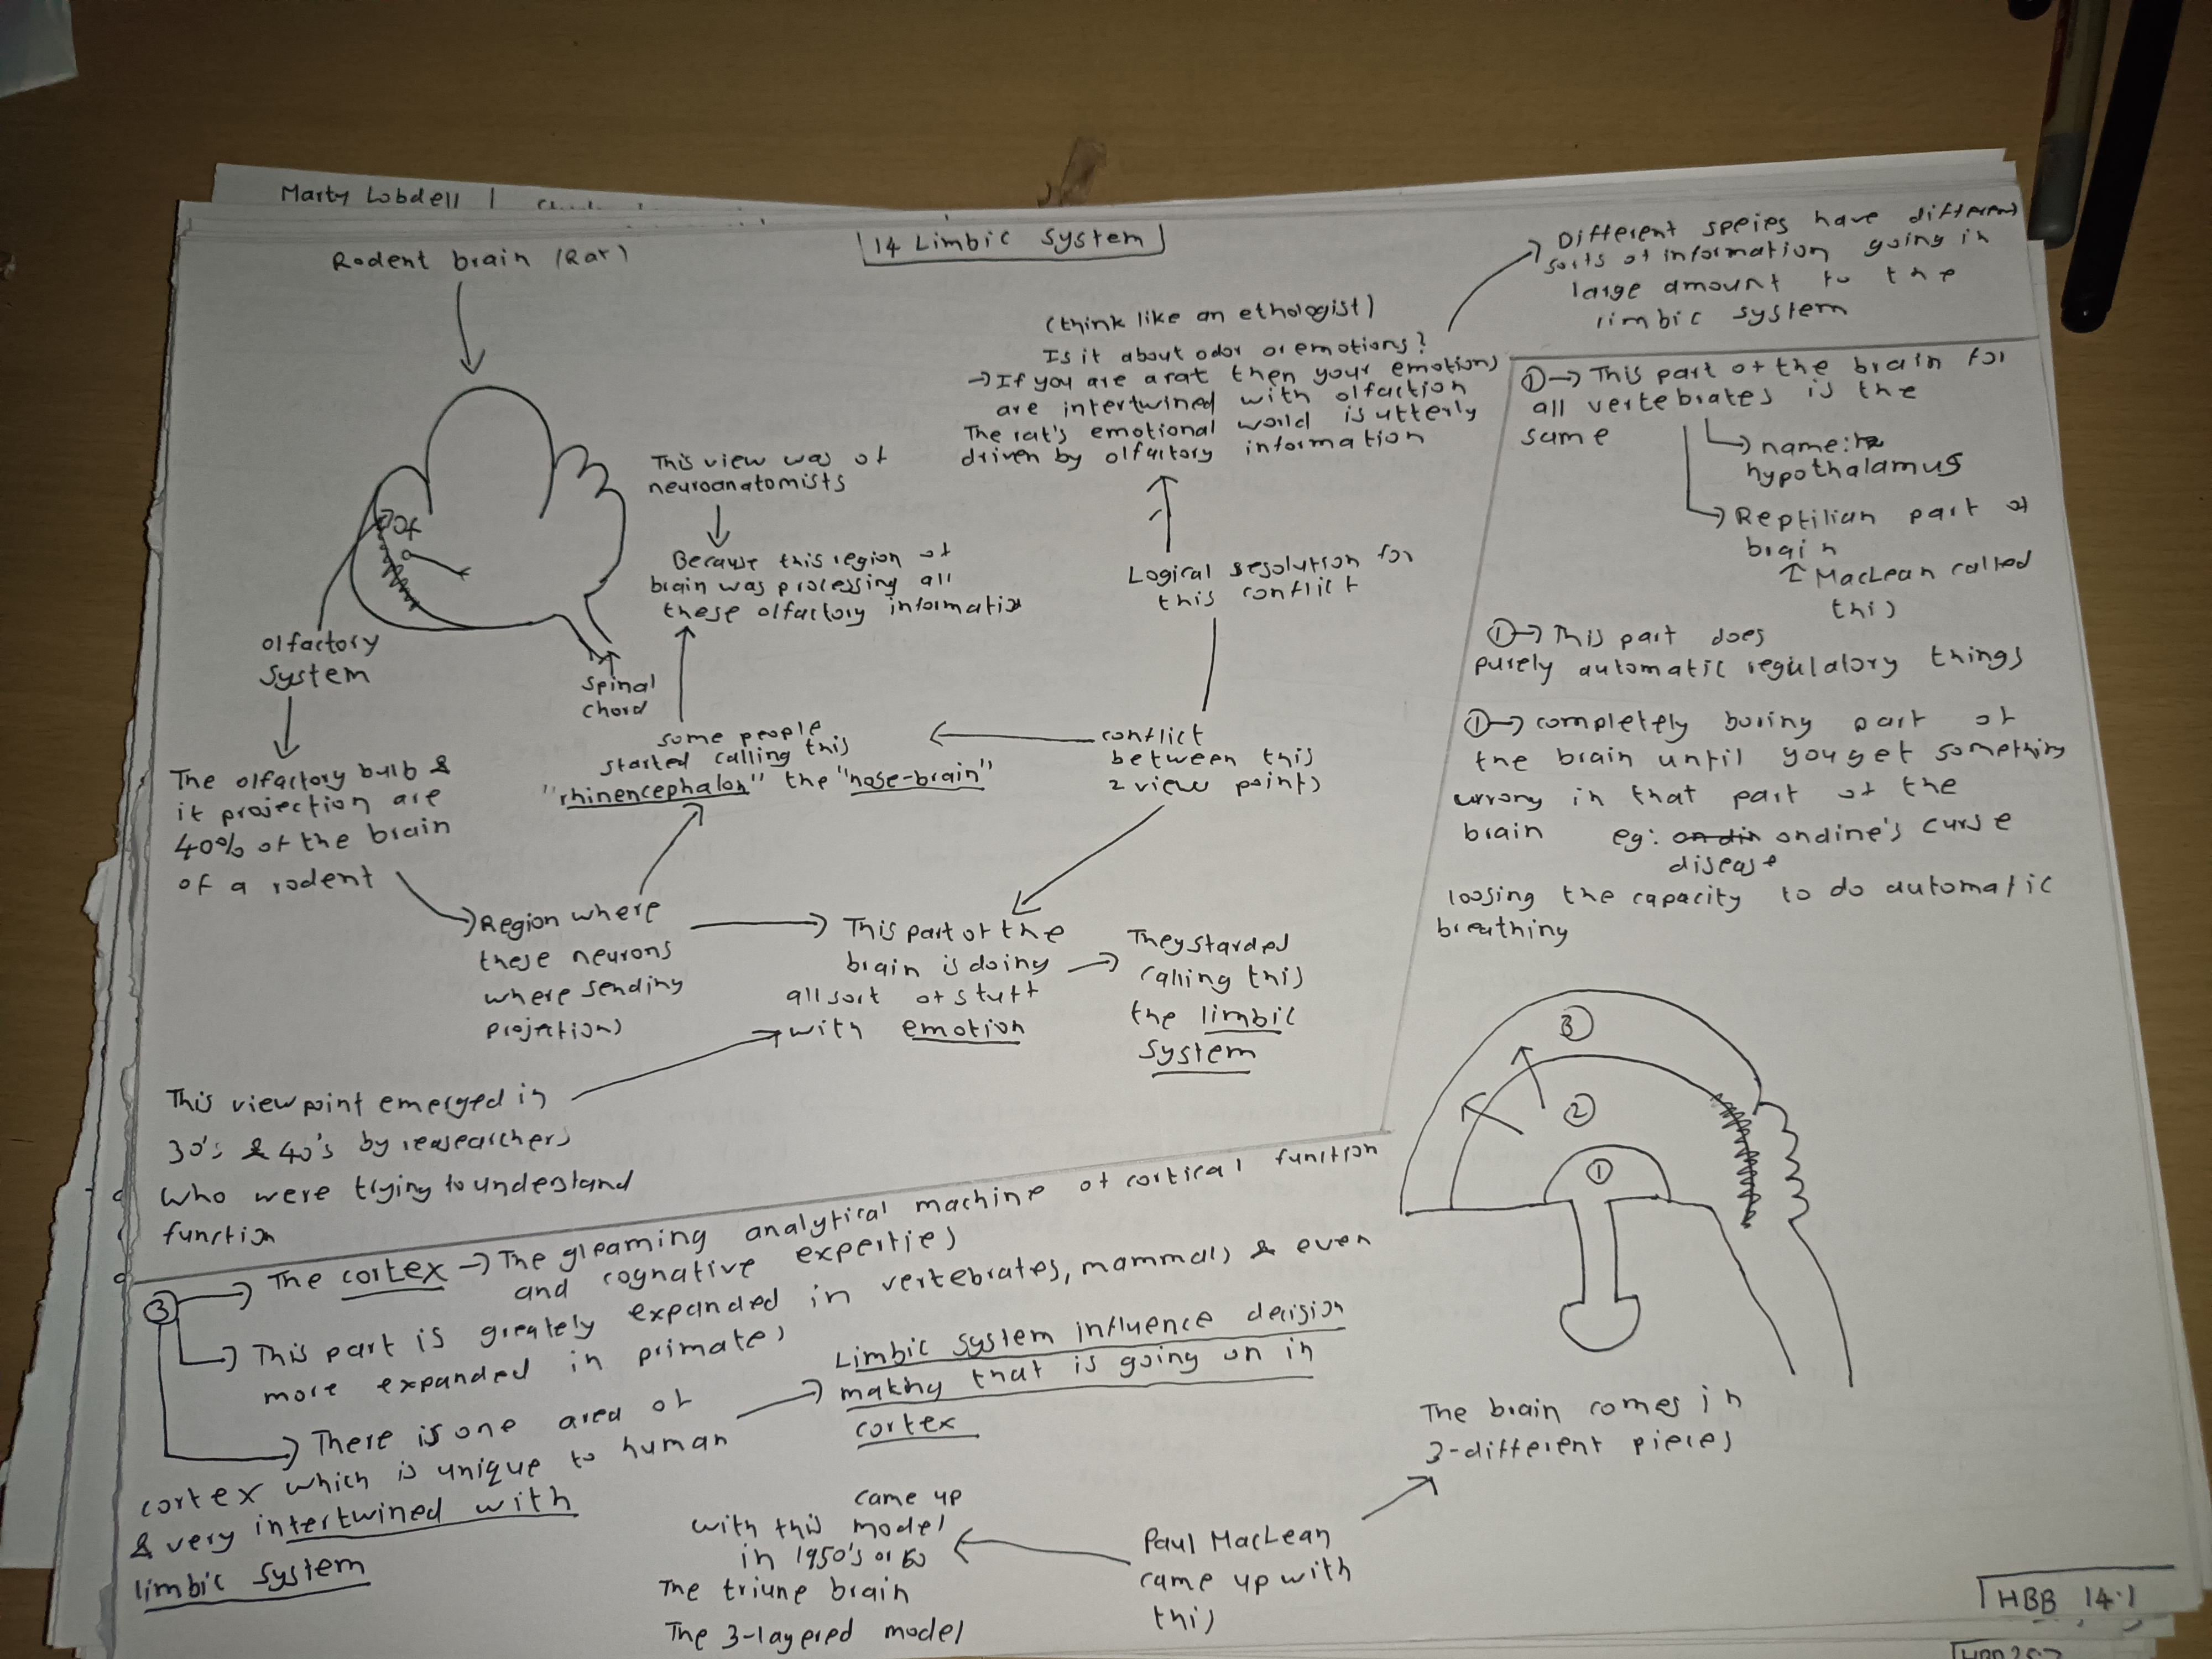 Marty Lobdell |
14 Limbic System
Rodent brain (Rat)
olfactory
system
spinal
chord
The olfactory bulb &
it projection are
40% of the brain
of a rodent
Region where
these neurons
where sending
projections
some people
started calling this
"rhinencephalon" the "nose-brain"
Because this region of
brain was processing all
these olfactory informatio
This view was of
neuroanatomists
This part of the
brain is doing
all sort of stuff
with emotion
They starded
calling this
the limbic
system
This view point emerged in
30's & 40's by reasearchers
who were trying to understand
function
conflict
between this
2 view points
Logical resolution for
this conflict
(think like an ethologist)
Is it about odor or emotions?
→ If you are a rat then your emotions
are intertwined with olfaction
The rat's emotional world is utterly
driven by olfactory information
Different speies have different
sorts of information going in
large amount to the
limbic system
① → This part of the brain for
all vertebrates is the
same
name:
hypothalamus
Reptilian part of
brain
↑ MacLean called
this
① → This part does
purely automatic regulatory things
① → completely boring part of
the brain until you get something
wrong in that part of the
brain eg: ondine's curse
disease
loosing the capacity to do automatic
breathing
③
②
①
The brain comes in
3-different pieces
Paul MacLean
came up with
this
came up
with this model
in 1950's or 60
The triune brain
The 3-layered model
③ → The cortex → The gleaming analytical machine of cortical function
and cognative experties
→ This part is greately expanded in vertebrates, mammals & even
more expanded in primates
→ There is one area of
cortex which is unique to human
& very intertwined with
limbic system
Limbic system influence decision
making that is going on in
cortex
HBB 14.1